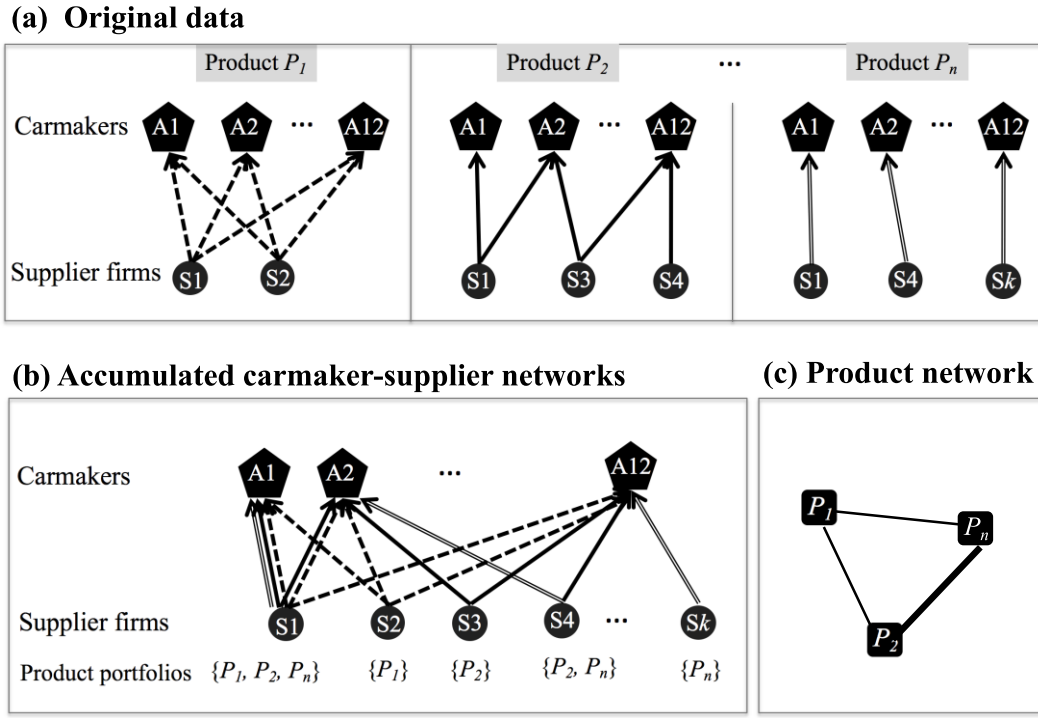 (a) Original data
Product P1 Product P2 ... Product Pn
Carmakers A1 A2 ... A12 A1 A2 ... A12 A1 A2 ... A12
Supplier firms S1 S2 S1 S3 S4 S1 S4 Sk
(b) Accumulated carmaker-supplier networks
Carmakers A1 A2 ... A12
Supplier firms S1 S2 S3 S4 ... Sk
Product portfolios {P1, P2, Pn} {P1} {P2} {P2, Pn} {Pn}
(c) Product network
P1
Pn
P2